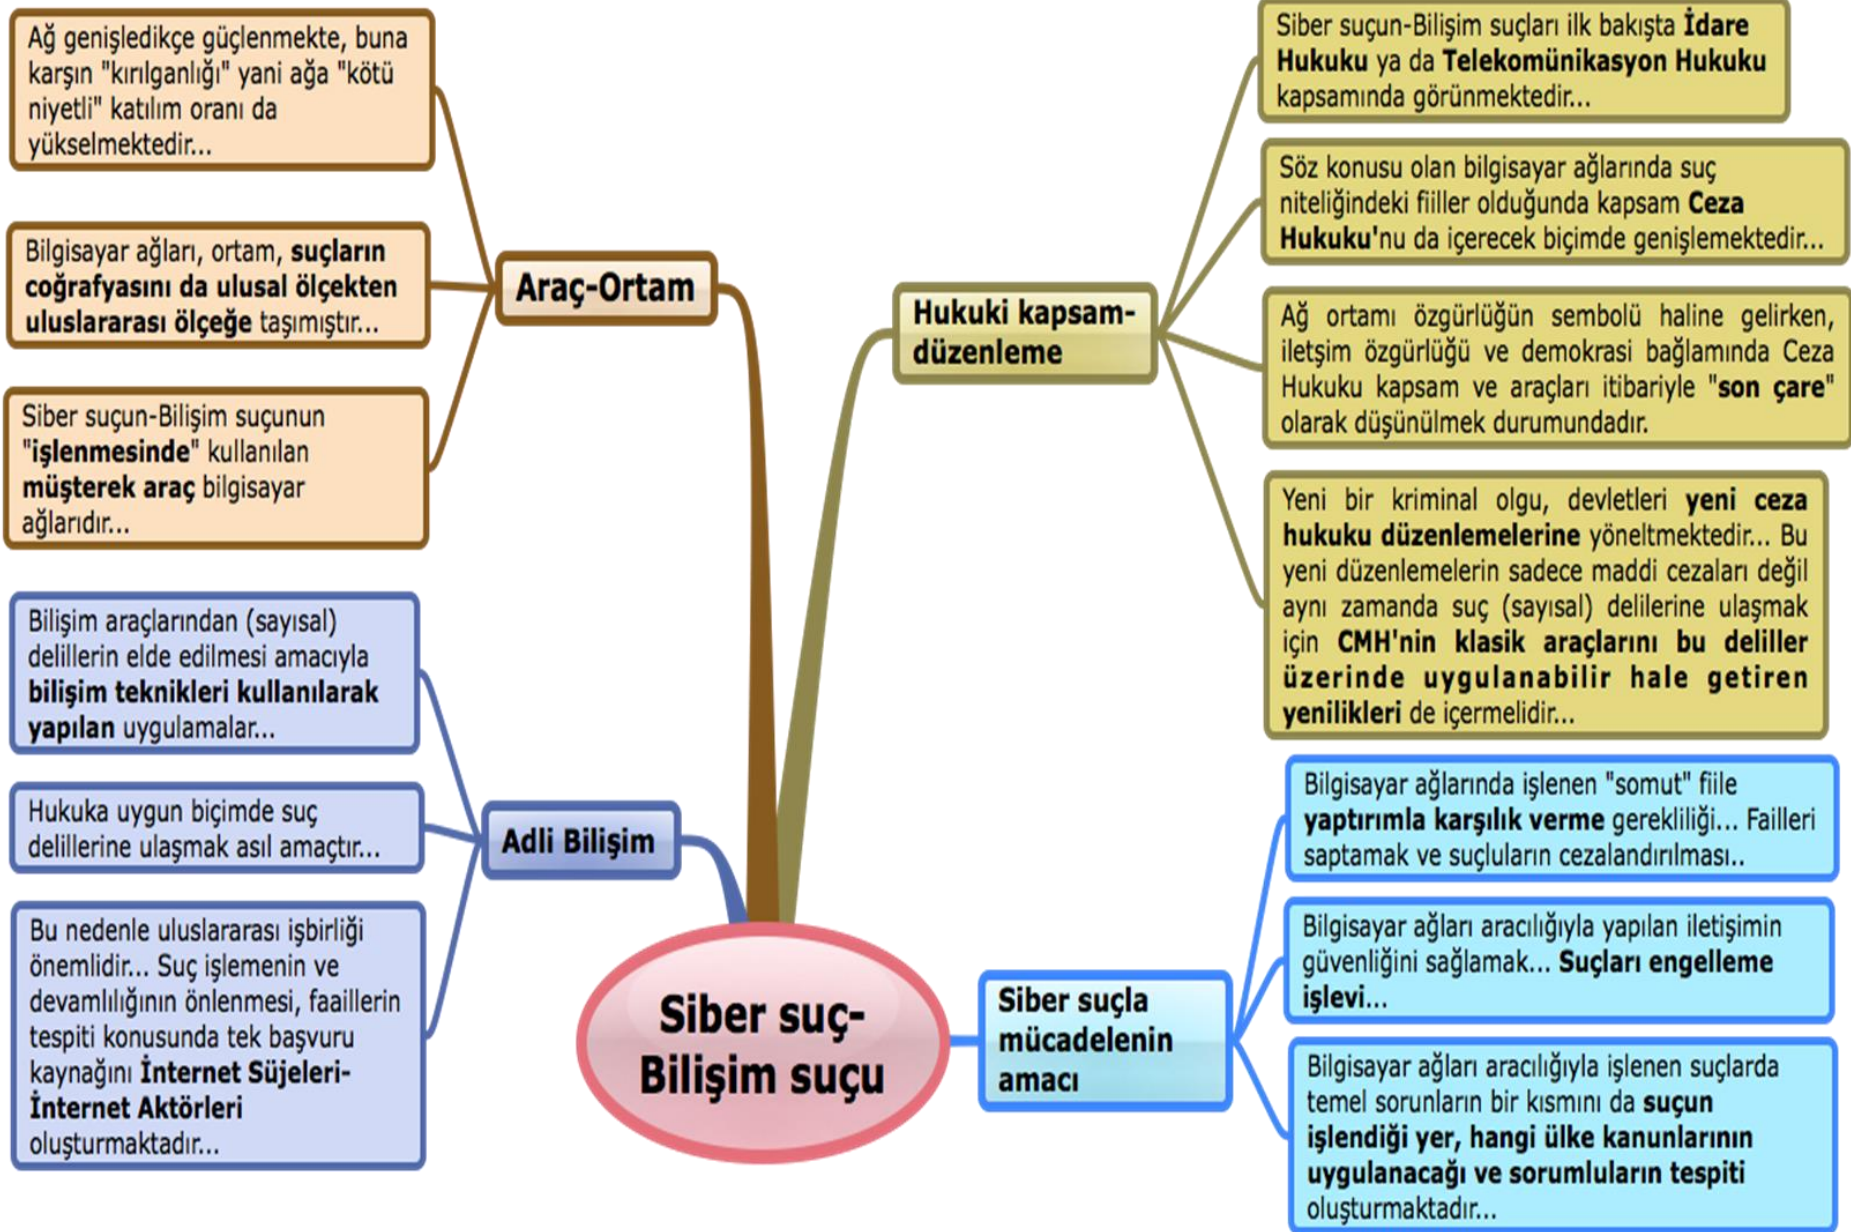 Ağ genişledikçe güçlenmekte, buna
karşın "kırılganlığı" yani ağa "kötü
niyetli" katılım oranı da
yükselmektedir...
Bilgisayar ağları, ortam, suçların
coğrafyasını da ulusal ölçekten
uluslararası ölçeğe taşımıştır...
Siber suçun-Bilişim suçunun
"işlenmesinde" kullanılan
müşterek araç bilgisayar
ağlarıdır...
Araç-Ortam
Bilişim araçlarından (sayısal)
delillerin elde edilmesi amacıyla
bilişim teknikleri kullanılarak
yapılan uygulamalar...
Hukuka uygun biçimde suç
delillerine ulaşmak asıl amaçtır...
Bu nedenle uluslararası işbirliği
önemlidir... Suç işlemenin ve
devamlılığının önlenmesi, faaillerin
tespiti konusunda tek başvuru
kaynağını İnternet Süjeleri-
İnternet Aktörleri
oluşturmaktadır...
Adli Bilişim
Siber suç-
Bilişim suçu
Hukuki kapsam-
düzenleme
Siber suçun-Bilişim suçları ilk bakışta İdare
Hukuku ya da Telekomünikasyon Hukuku
kapsamında görünmektedir...
Söz konusu olan bilgisayar ağlarında suç
niteliğindeki fiiller olduğunda kapsam Ceza
Hukuku'nu da içerecek biçimde genişlemektedir...
Ağ ortamı özgürlüğün sembolü haline gelirken,
iletşim özgürlüğü ve demokrasi bağlamında Ceza
Hukuku kapsam ve araçları itibariyle "son çare"
olarak düşünülmek durumundadır.
Yeni bir kriminal olgu, devletleri yeni ceza
hukuku düzenlemelerine yöneltmektedir... Bu
yeni düzenlemelerin sadece maddi cezaları değil
aynı zamanda suç (sayısal) delilerine ulaşmak
için CMH'nin klasik araçlarını bu deliller
üzerinde uygulanabilir hale getiren
yenilikleri de içermelidir...
Siber suçla
mücadelenin
amacı
Bilgisayar ağlarında işlenen "somut" fiile
yaptırımla karşılık verme gerekliliği... Failleri
saptamak ve suçluların cezalandırılması..
Bilgisayar ağları aracılığıyla yapılan iletişimin
güvenliğini sağlamak... Suçları engelleme
işlevi...
Bilgisayar ağları aracılığıyla işlenen suçlarda
temel sorunların bir kısmını da suçun
işlendiği yer, hangi ülke kanunlarının
uygulanacağı ve sorumluların tespiti
oluşturmaktadır...